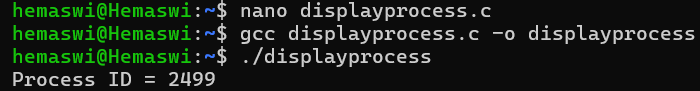 hemaswi@Hemaswi:~$ nano displayprocess.c
hemaswi@Hemaswi:~$ gcc displayprocess.c -o displayprocess
hemaswi@Hemaswi:~$ ./displayprocess
Process ID = 2499